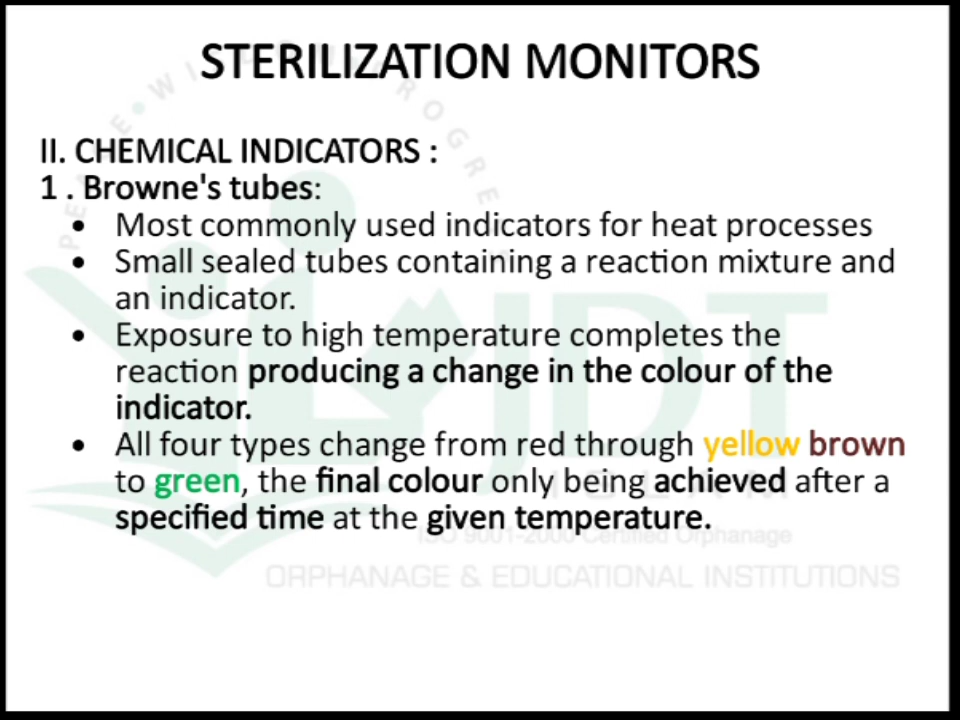 STERILIZATION MONITORS
II. CHEMICAL INDICATORS :
1 . Browne's tubes:
• Most commonly used indicators for heat processes
• Small sealed tubes containing a reaction mixture and
an indicator.
• Exposure to high temperature completes the
reaction producing a change in the colour of the
indicator.
• All four types change from red through yellow brown
to green, the final colour only being achieved after a
specified time at the given temperature.
JDT
ISLAM
ISO 9001-2000 Certified Orphanage
ORPHANAGE & EDUCATIONAL INSTITUTIONS